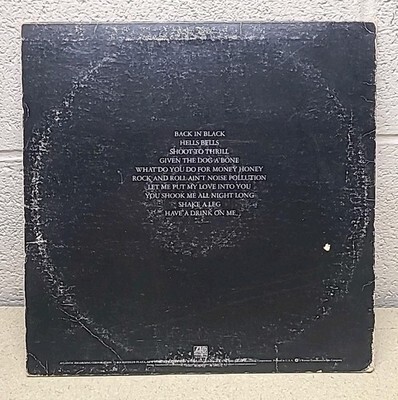 BACK IN BLACK
HELLS BELLS
SHOOT TO THRILL
GIVEN THE DOG A BONE
WHAT DO YOU DO FOR MONEY HONEY
ROCK AND ROLL AIN'T NOISE POLLUTION
LET ME PUT MY LOVE INTO YOU
YOU SHOOK ME ALL NIGHT LONG
SHAKE A LEG
HAVE A DRINK ON ME